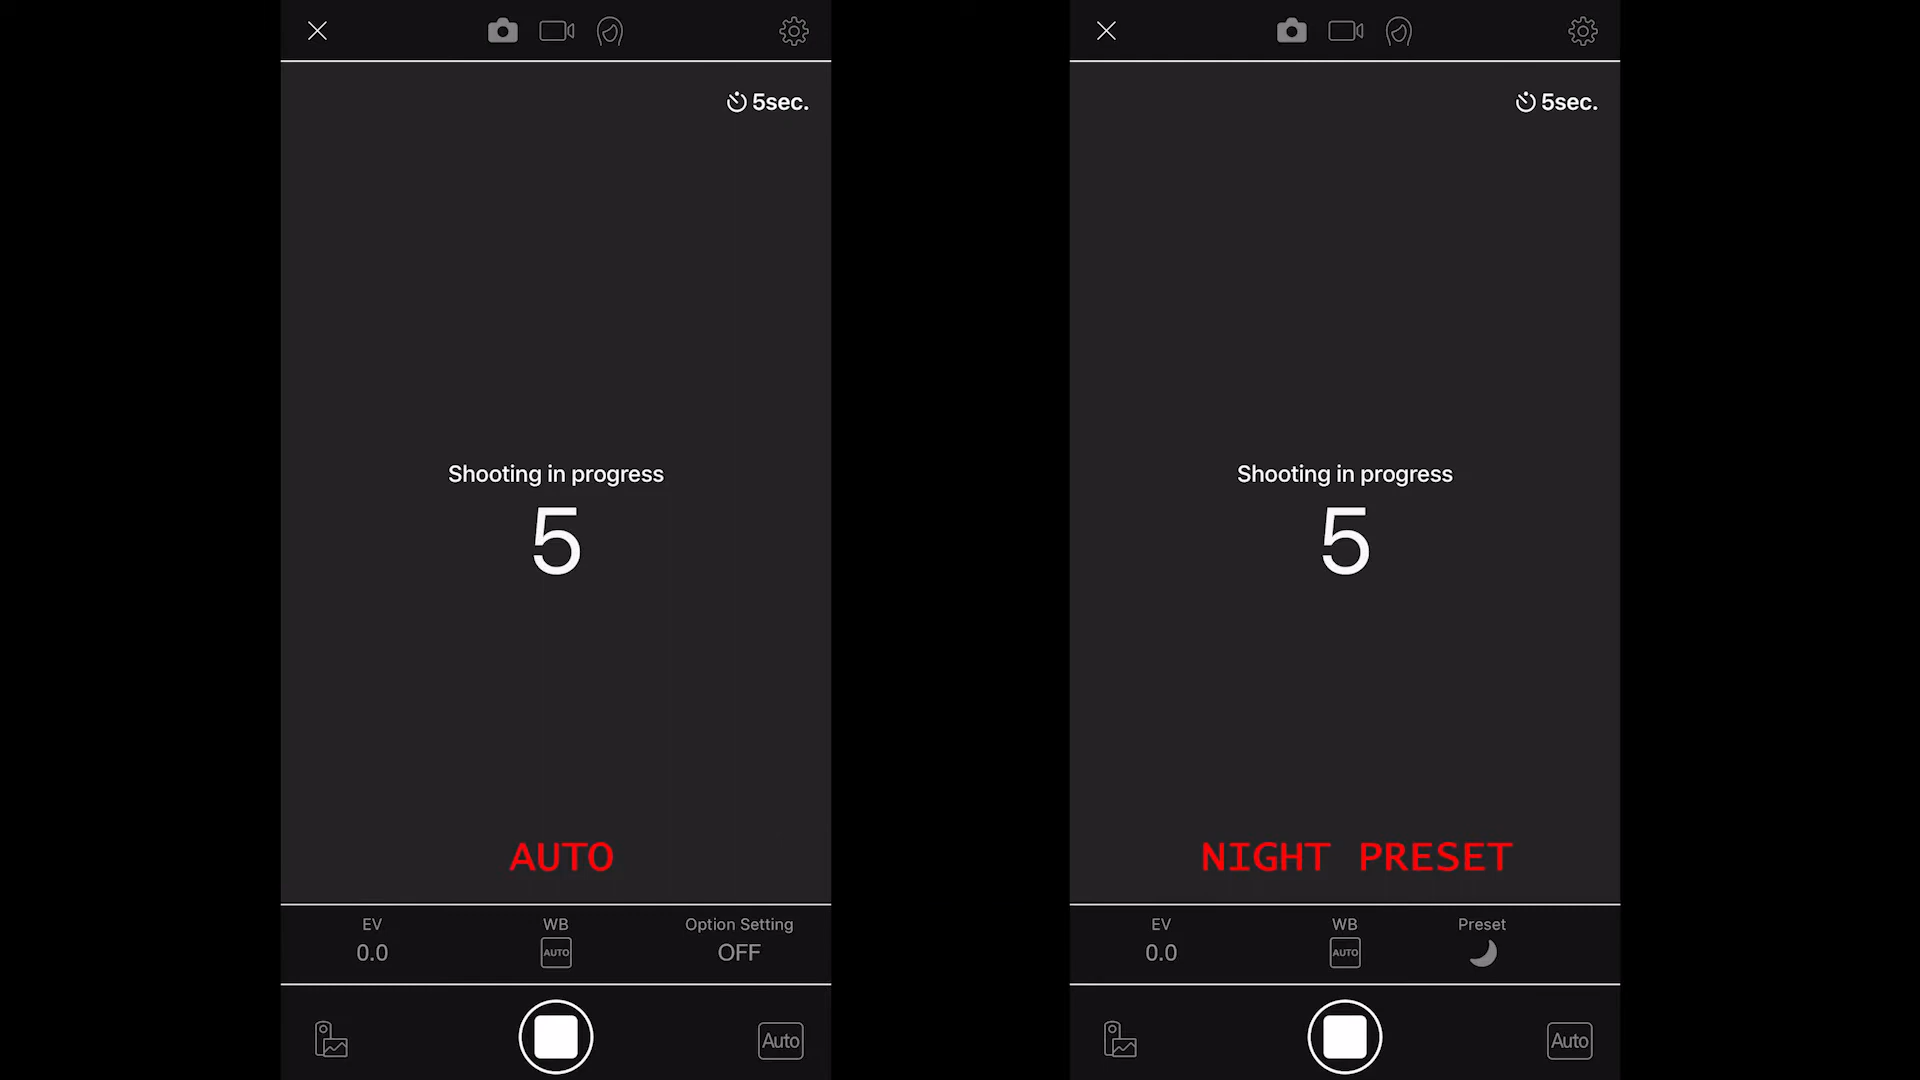 5sec.
Shooting in progress
5
AUTO
EV
0.0
WB
AUTO
Option Setting
OFF
Auto
5sec.
Shooting in progress
5
NIGHT PRESET
EV
0.0
WB
AUTO
Preset
Auto